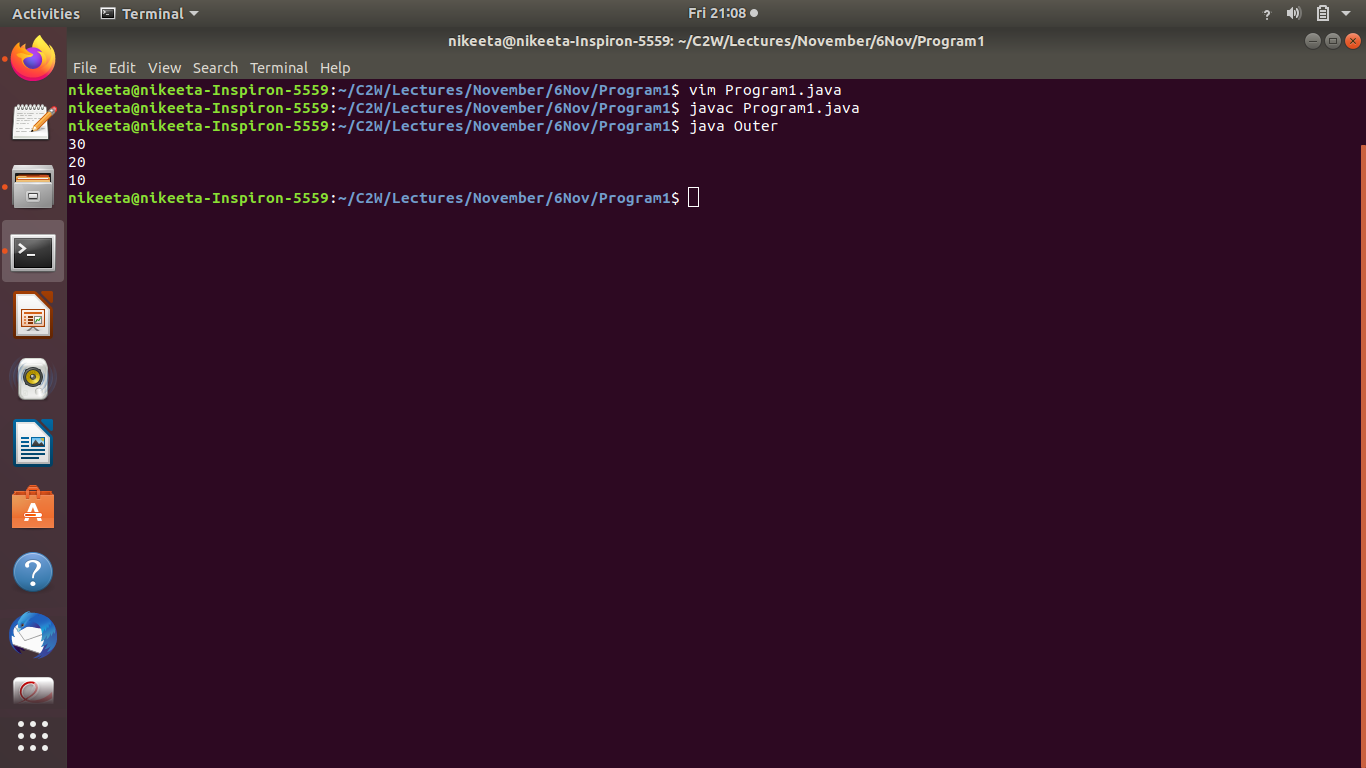 Activities Terminal Fri 21:08
nikeeta@nikeeta-Inspiron-5559: ~/C2W/Lectures/November/6Nov/Program1
File Edit View Search Terminal Help
nikeeta@nikeeta-Inspiron-5559:~/C2W/Lectures/November/6Nov/Program1$ vim Program1.java
nikeeta@nikeeta-Inspiron-5559:~/C2W/Lectures/November/6Nov/Program1$ javac Program1.java
nikeeta@nikeeta-Inspiron-5559:~/C2W/Lectures/November/6Nov/Program1$ java Outer
30
20
10
nikeeta@nikeeta-Inspiron-5559:~/C2W/Lectures/November/6Nov/Program1$